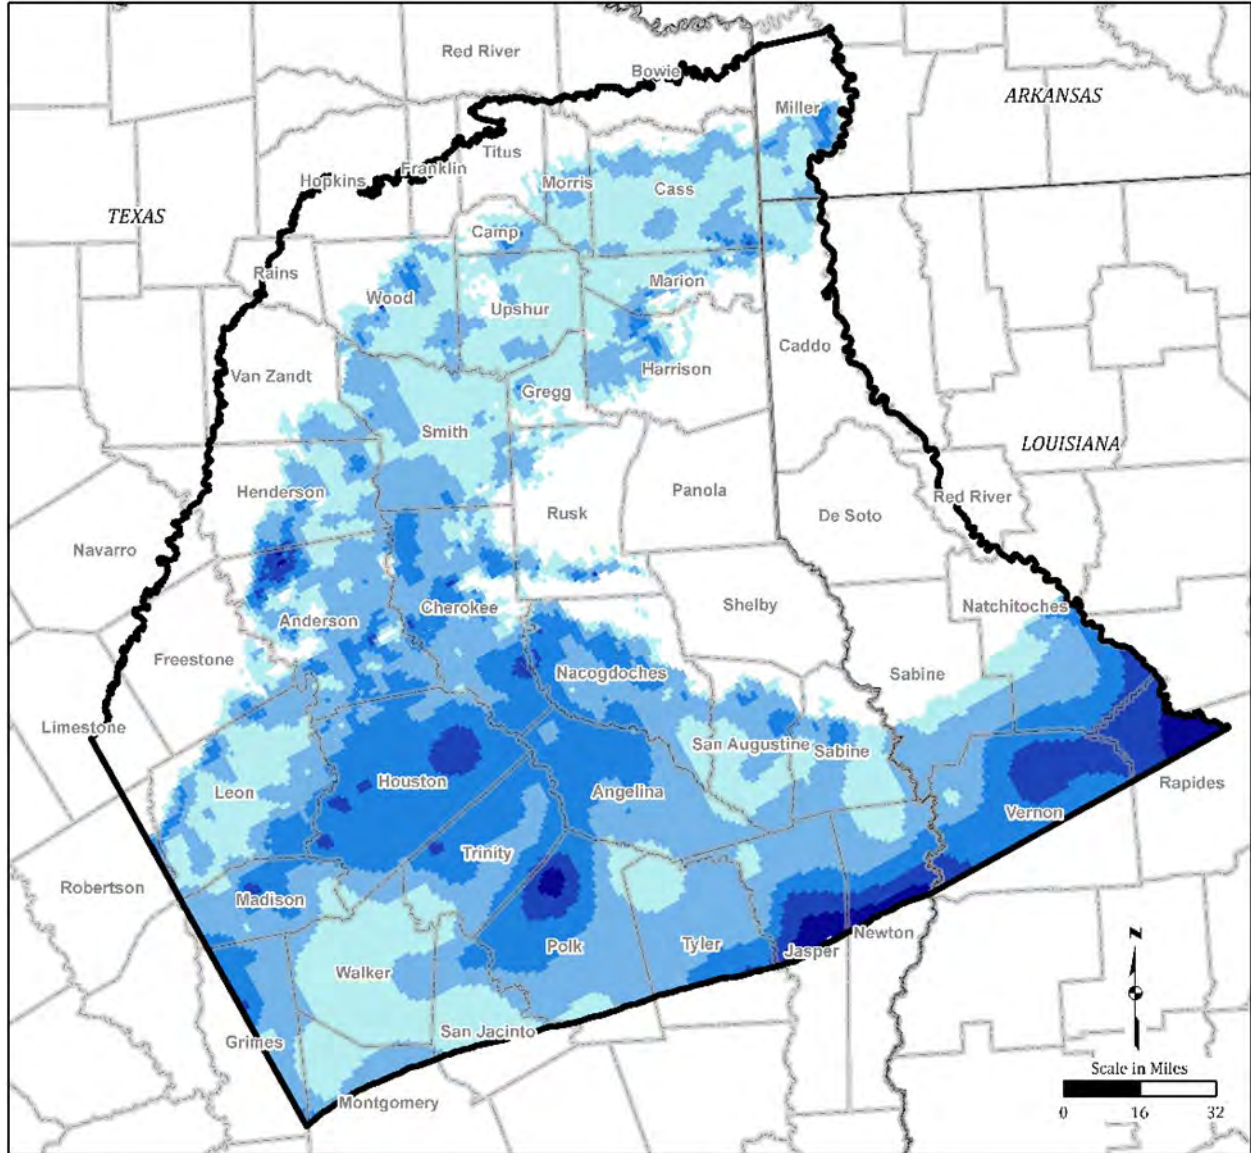 Red River
Bowie
ARKANSAS
Miller
Titus
Franklin
Hopkins
Morris
Cass
TEXAS
Camp
Rains
Marion
Wood
Upshur
Caddo
Harrison
Van Zandt
Gregg
Smith
LOUISIANA
Henderson
Panola
Red River
Rusk
De Soto
Navarro
Shelby
Natchitoches
Cherokee
Anderson
Freestone
Nacogdoches
Sabine
Limestone
San Augustine
Sabine
Houston
Rapides
Leon
Angelina
Vernon
Trinity
Robertson
Madison
Newton
Polk
Tyler
Jasper
N
Walker
San Jacinto
Grimes
Scale in Miles
Montgomery
0 16 32